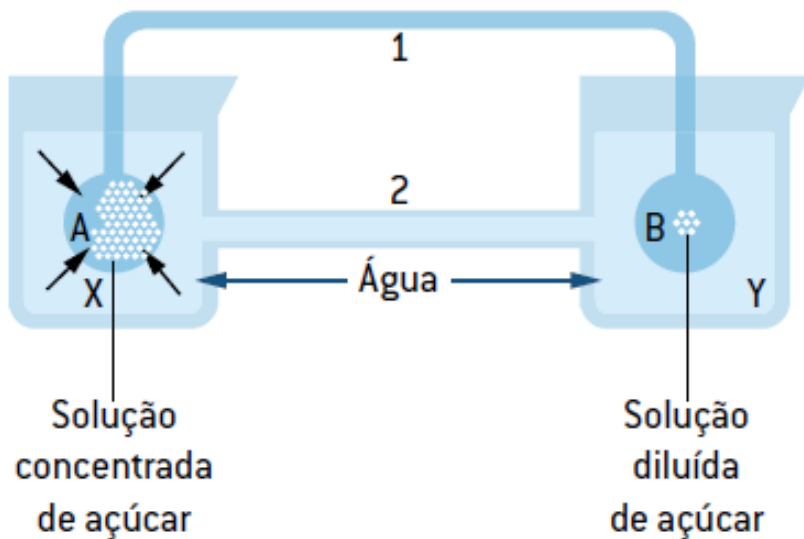 1
2
A
B
X
Água
Y
Solução
concentrada
de açúcar
Solução
diluída
de açúcar